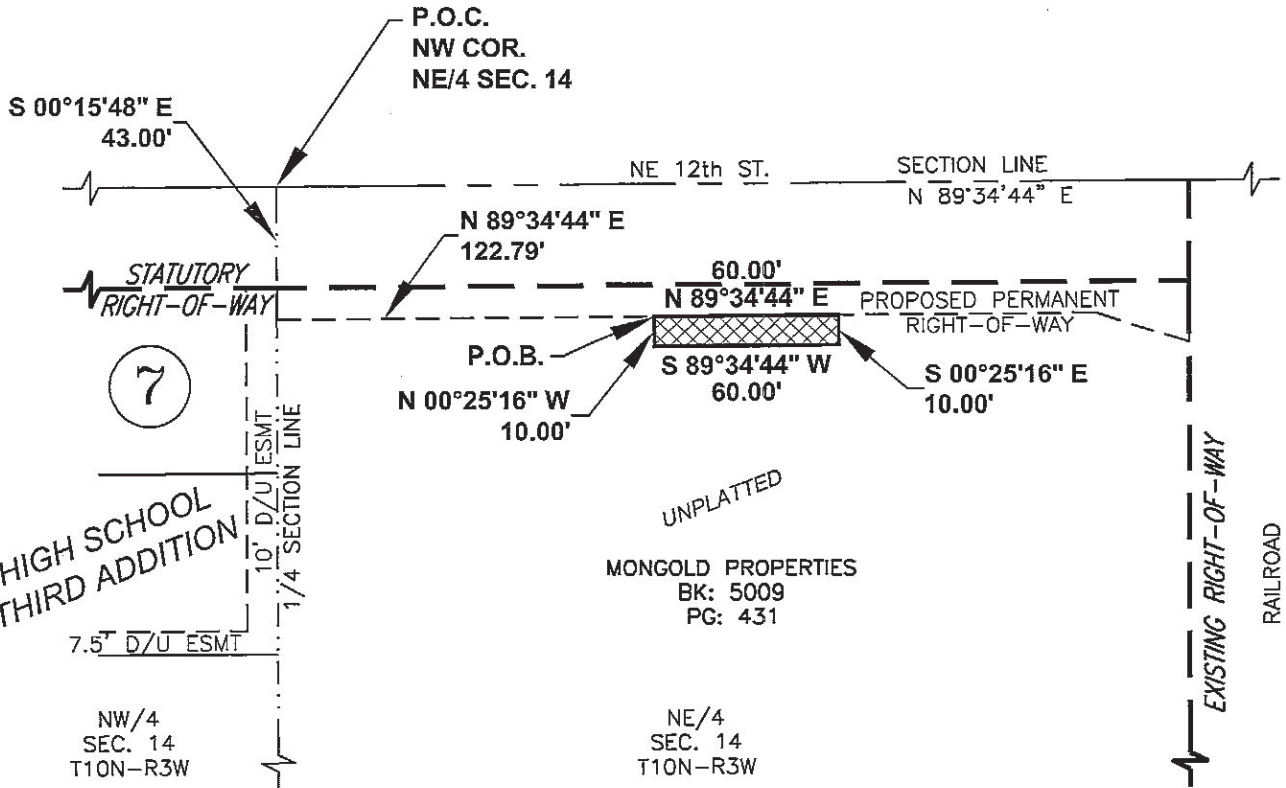 P.O.C.
NW COR.
NE/4 SEC. 14
S 00°15'48" E
43.00'
NE 12th ST.
SECTION LINE
N 89°34'44" E
N 89°34'44" E
122.79'
STATUTORY
RIGHT-OF-WAY
60.00'
N 89°34'44" E
PROPOSED PERMANENT
RIGHT-OF-WAY
P.O.B.
S 89°34'44" W
60.00'
N 00°25'16" W
10.00'
S 00°25'16" E
10.00'
7
10' D/U ESMT
1/4 SECTION LINE
HIGH SCHOOL
THIRD ADDITION
7.5' D/U ESMT
UNPLATTED
MONGOLD PROPERTIES
BK: 5009
PG: 431
EXISTING RIGHT-OF-WAY
RAILROAD
NW/4
SEC. 14
T10N-R3W
NE/4
SEC. 14
T10N-R3W